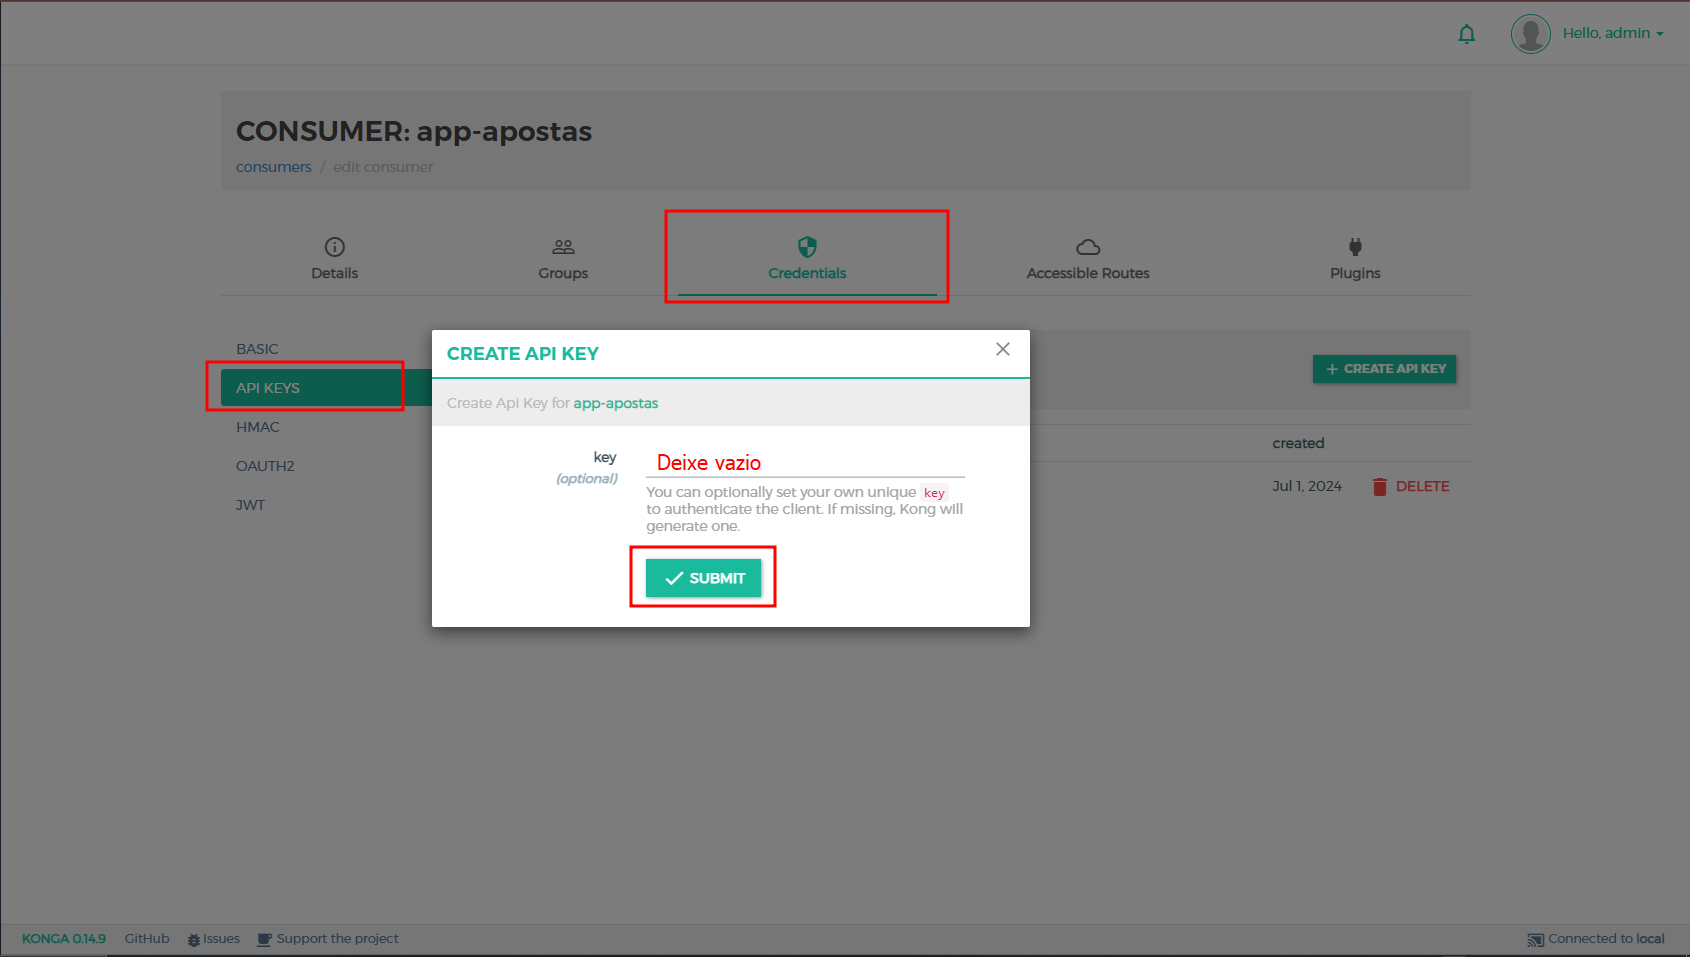 Hello, admin
CONSUMER: app-apostas
consumers / edit consumer
Details
Groups
Credentials
Accessible Routes
Plugins
BASIC
API KEYS
HMAC
OAUTH2
JWT
+ CREATE API KEY
created
Jul 1, 2024
DELETE
CREATE API KEY
Create Api Key for app-apostas
key
(optional)
Deixe vazio
You can optionally set your own unique key
to authenticate the client. If missing, Kong will
generate one.
SUBMIT
KONGA 0.14.9
GitHub
Issues
Support the project
Connected to local